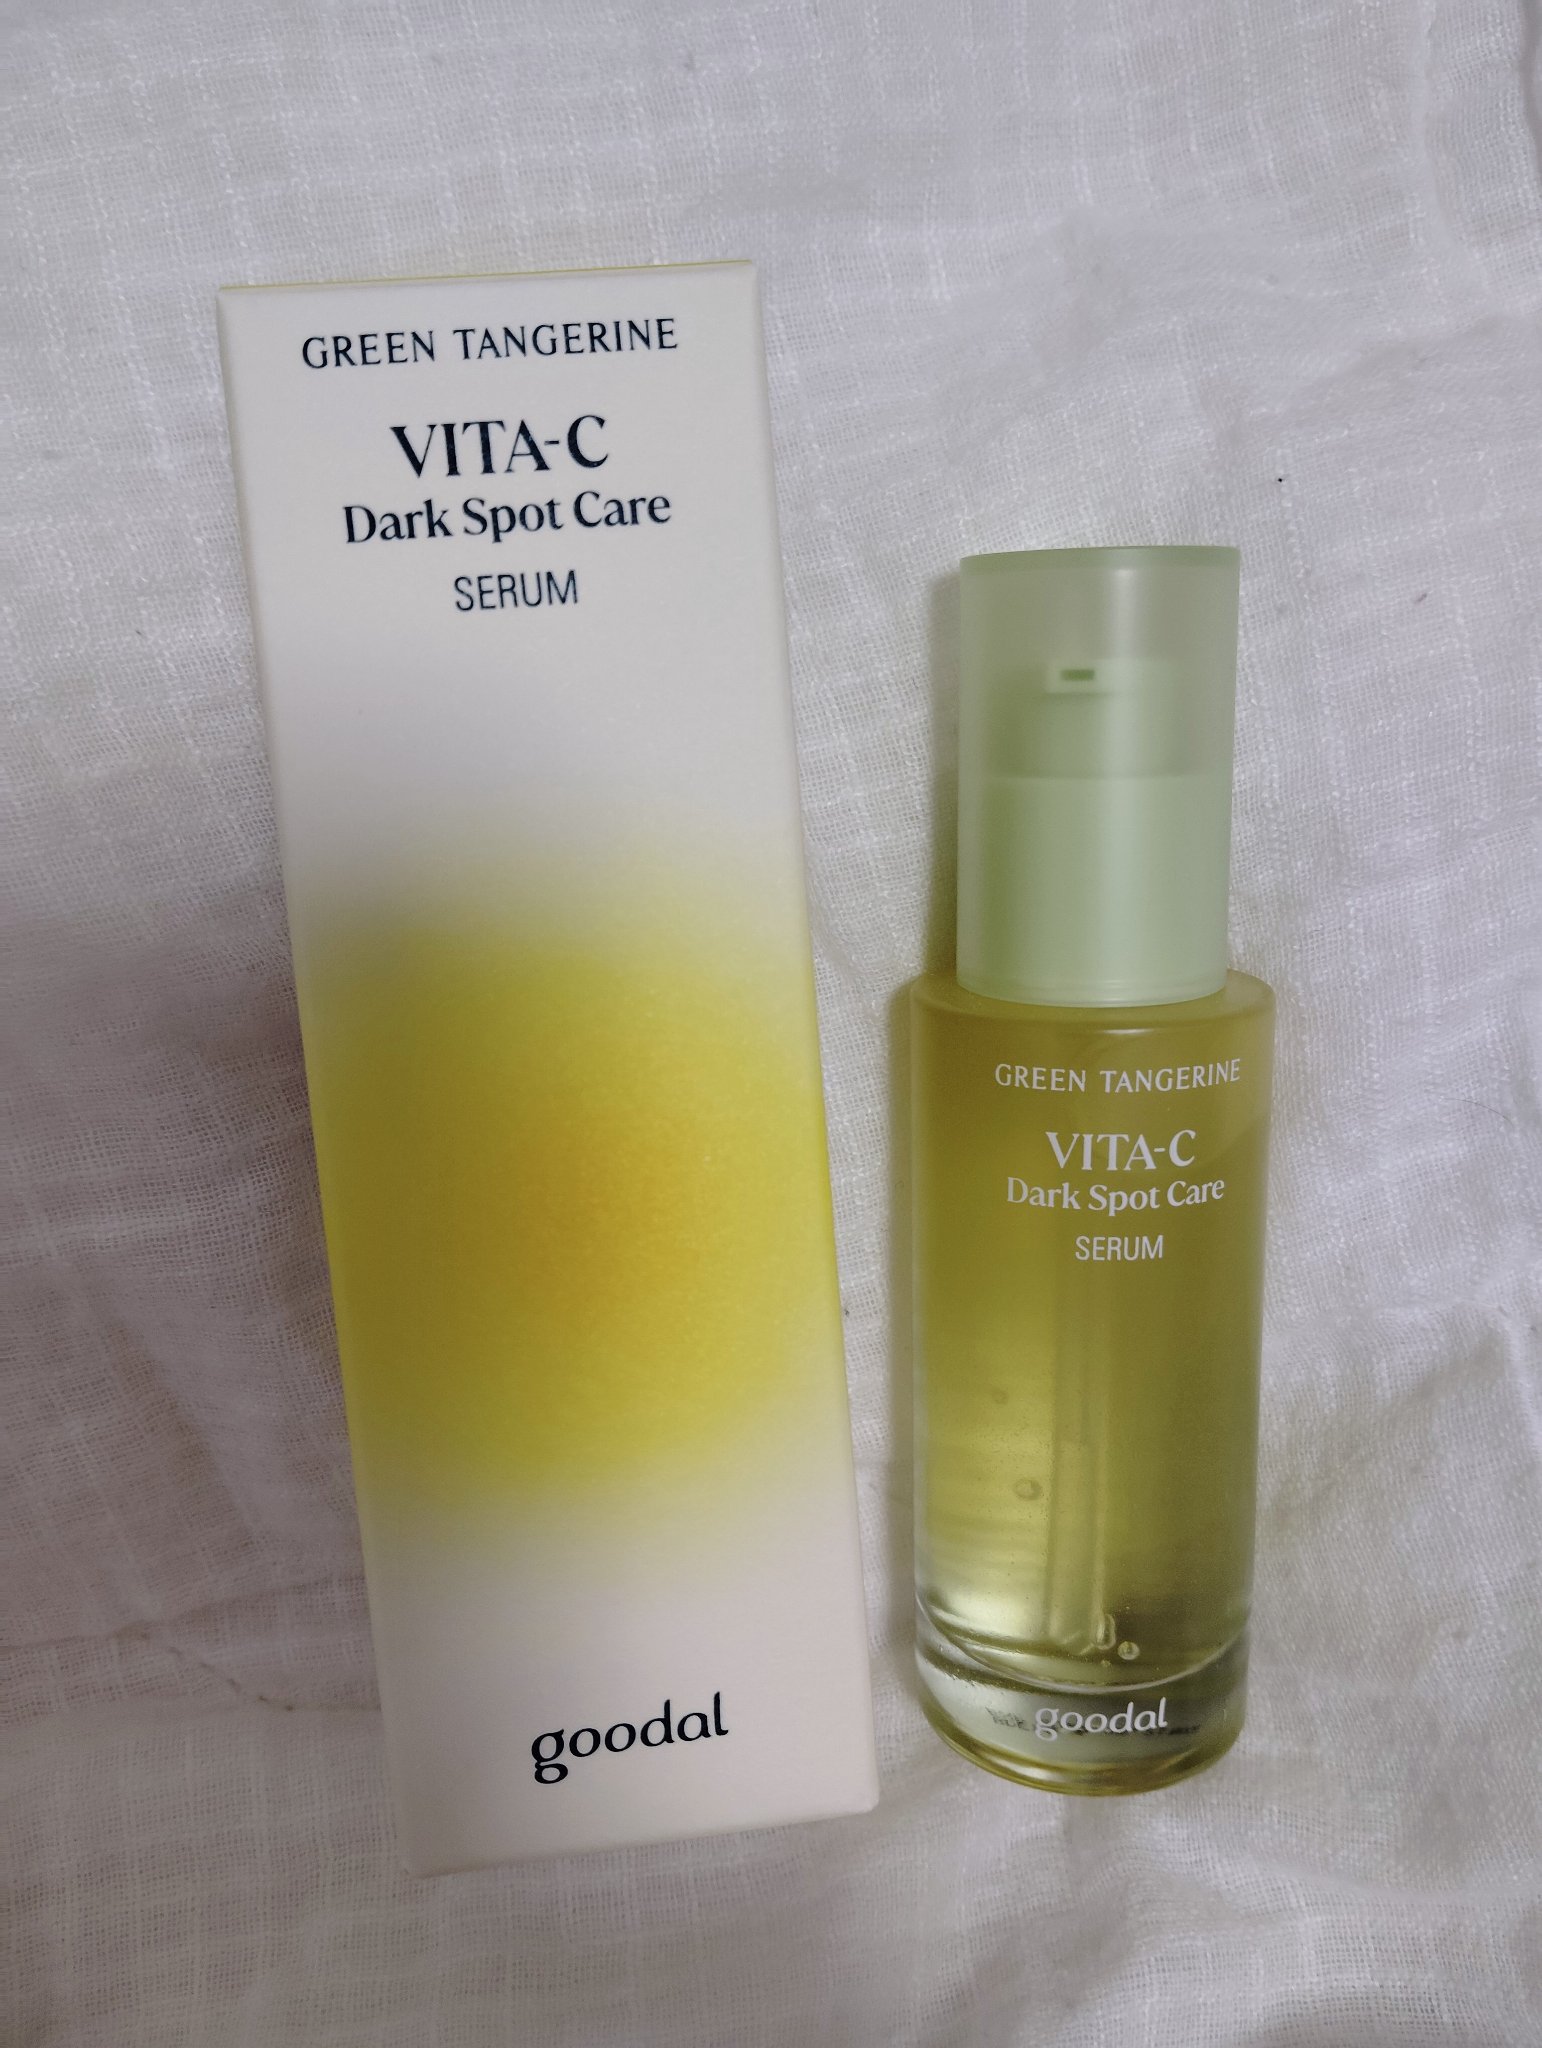 GREEN TANGERINE
VITA-C
Dark Spot Care
SERUM
goodal
GREEN TANGERINE
VITA-C
Dark Spot Care
SERUM
goodal